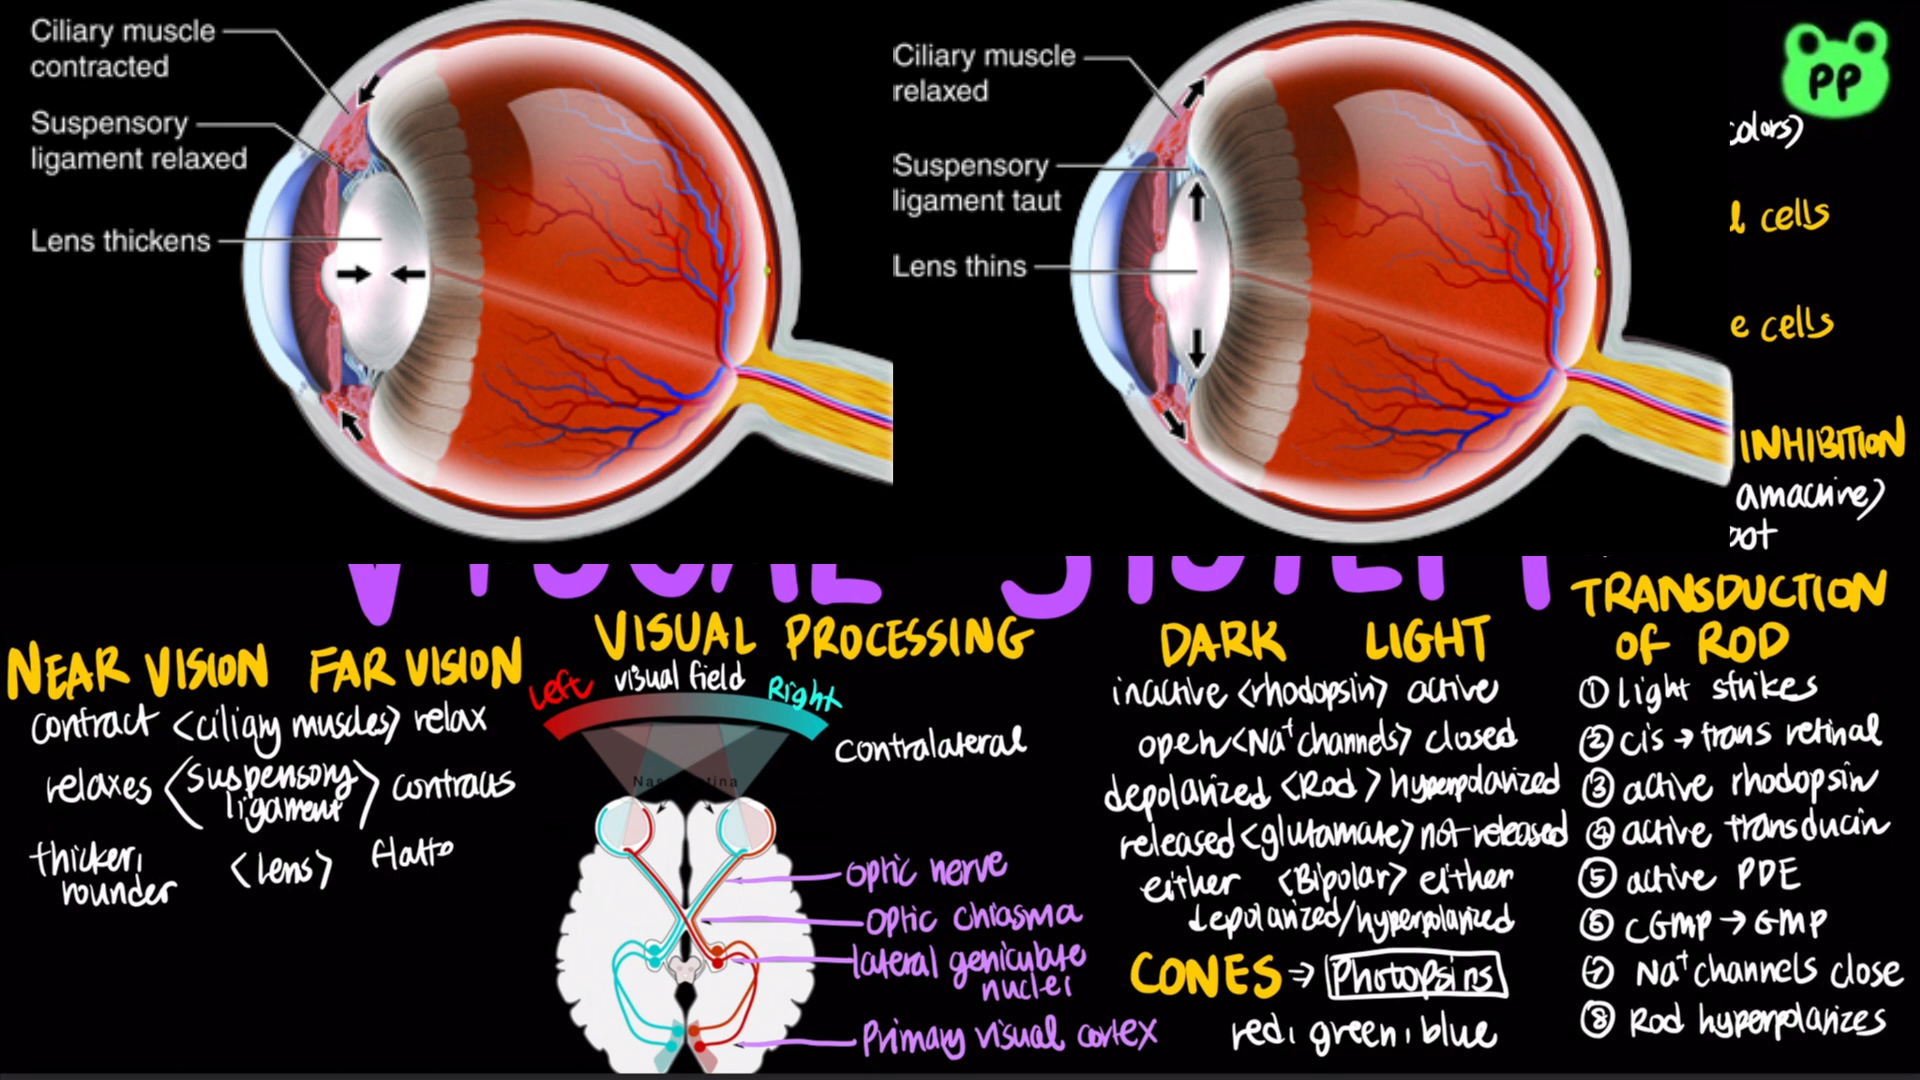 Ciliary muscle
contracted
Suspensory
ligament relaxed
Lens thickens
Ciliary muscle
relaxed
Suspensory
ligament taut
Lens thins
PP
colors)
cells
e cells
INHIBITION
amacrine)
NEAR VISION FAR VISION
contract <ciliary muscles> relax
relaxes <suspensory
ligament> contracts
thicker,
rounder <lens>
VISUAL PROCESSING
Left visual field Right
contralateral
optic nerve
optic chiasma
lateral geniculate
nuclei
Primary visual cortex
DARK LIGHT
inactive <rhodopsin> active
open <Na+ channels> closed
depolarized <Rod> hyperpolarized
released <glutamate> not released
either <Bipolar> either
depolarized/hyperpolarized
CONES → Photopsins
red, green, blue
TRANSDUCTION
OF ROD
① light strikes
② cis → trans retinal
③ active rhodopsin
④ active transducin
⑤ active PDE
⑥ cGMP → GMP
⑦ Na+ channels close
⑧ Rod hyperpolarizes